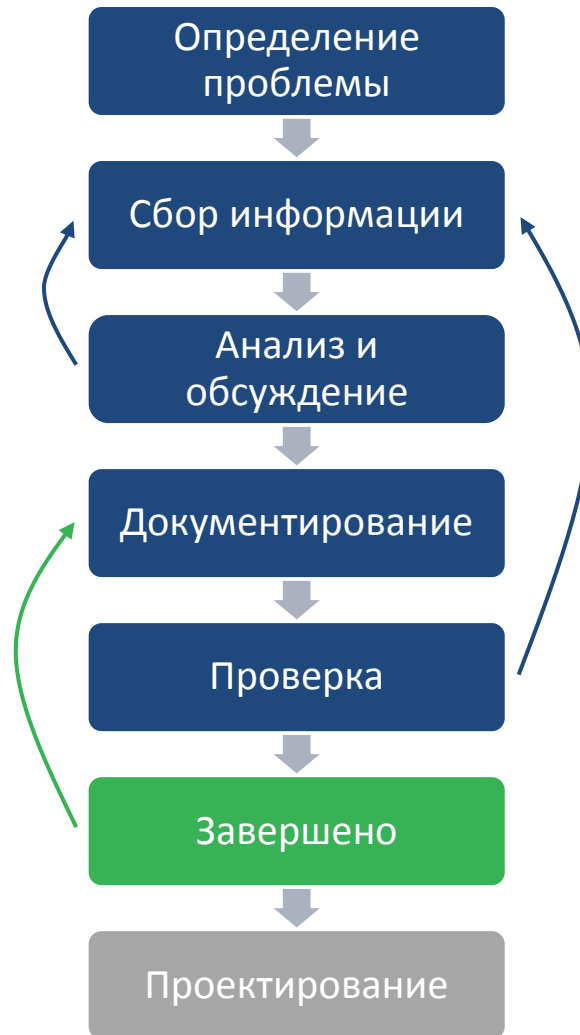 Определение
проблемы
Сбор информации
Анализ и
обсуждение
Документирование
Проверка
Завершено
Проектирование